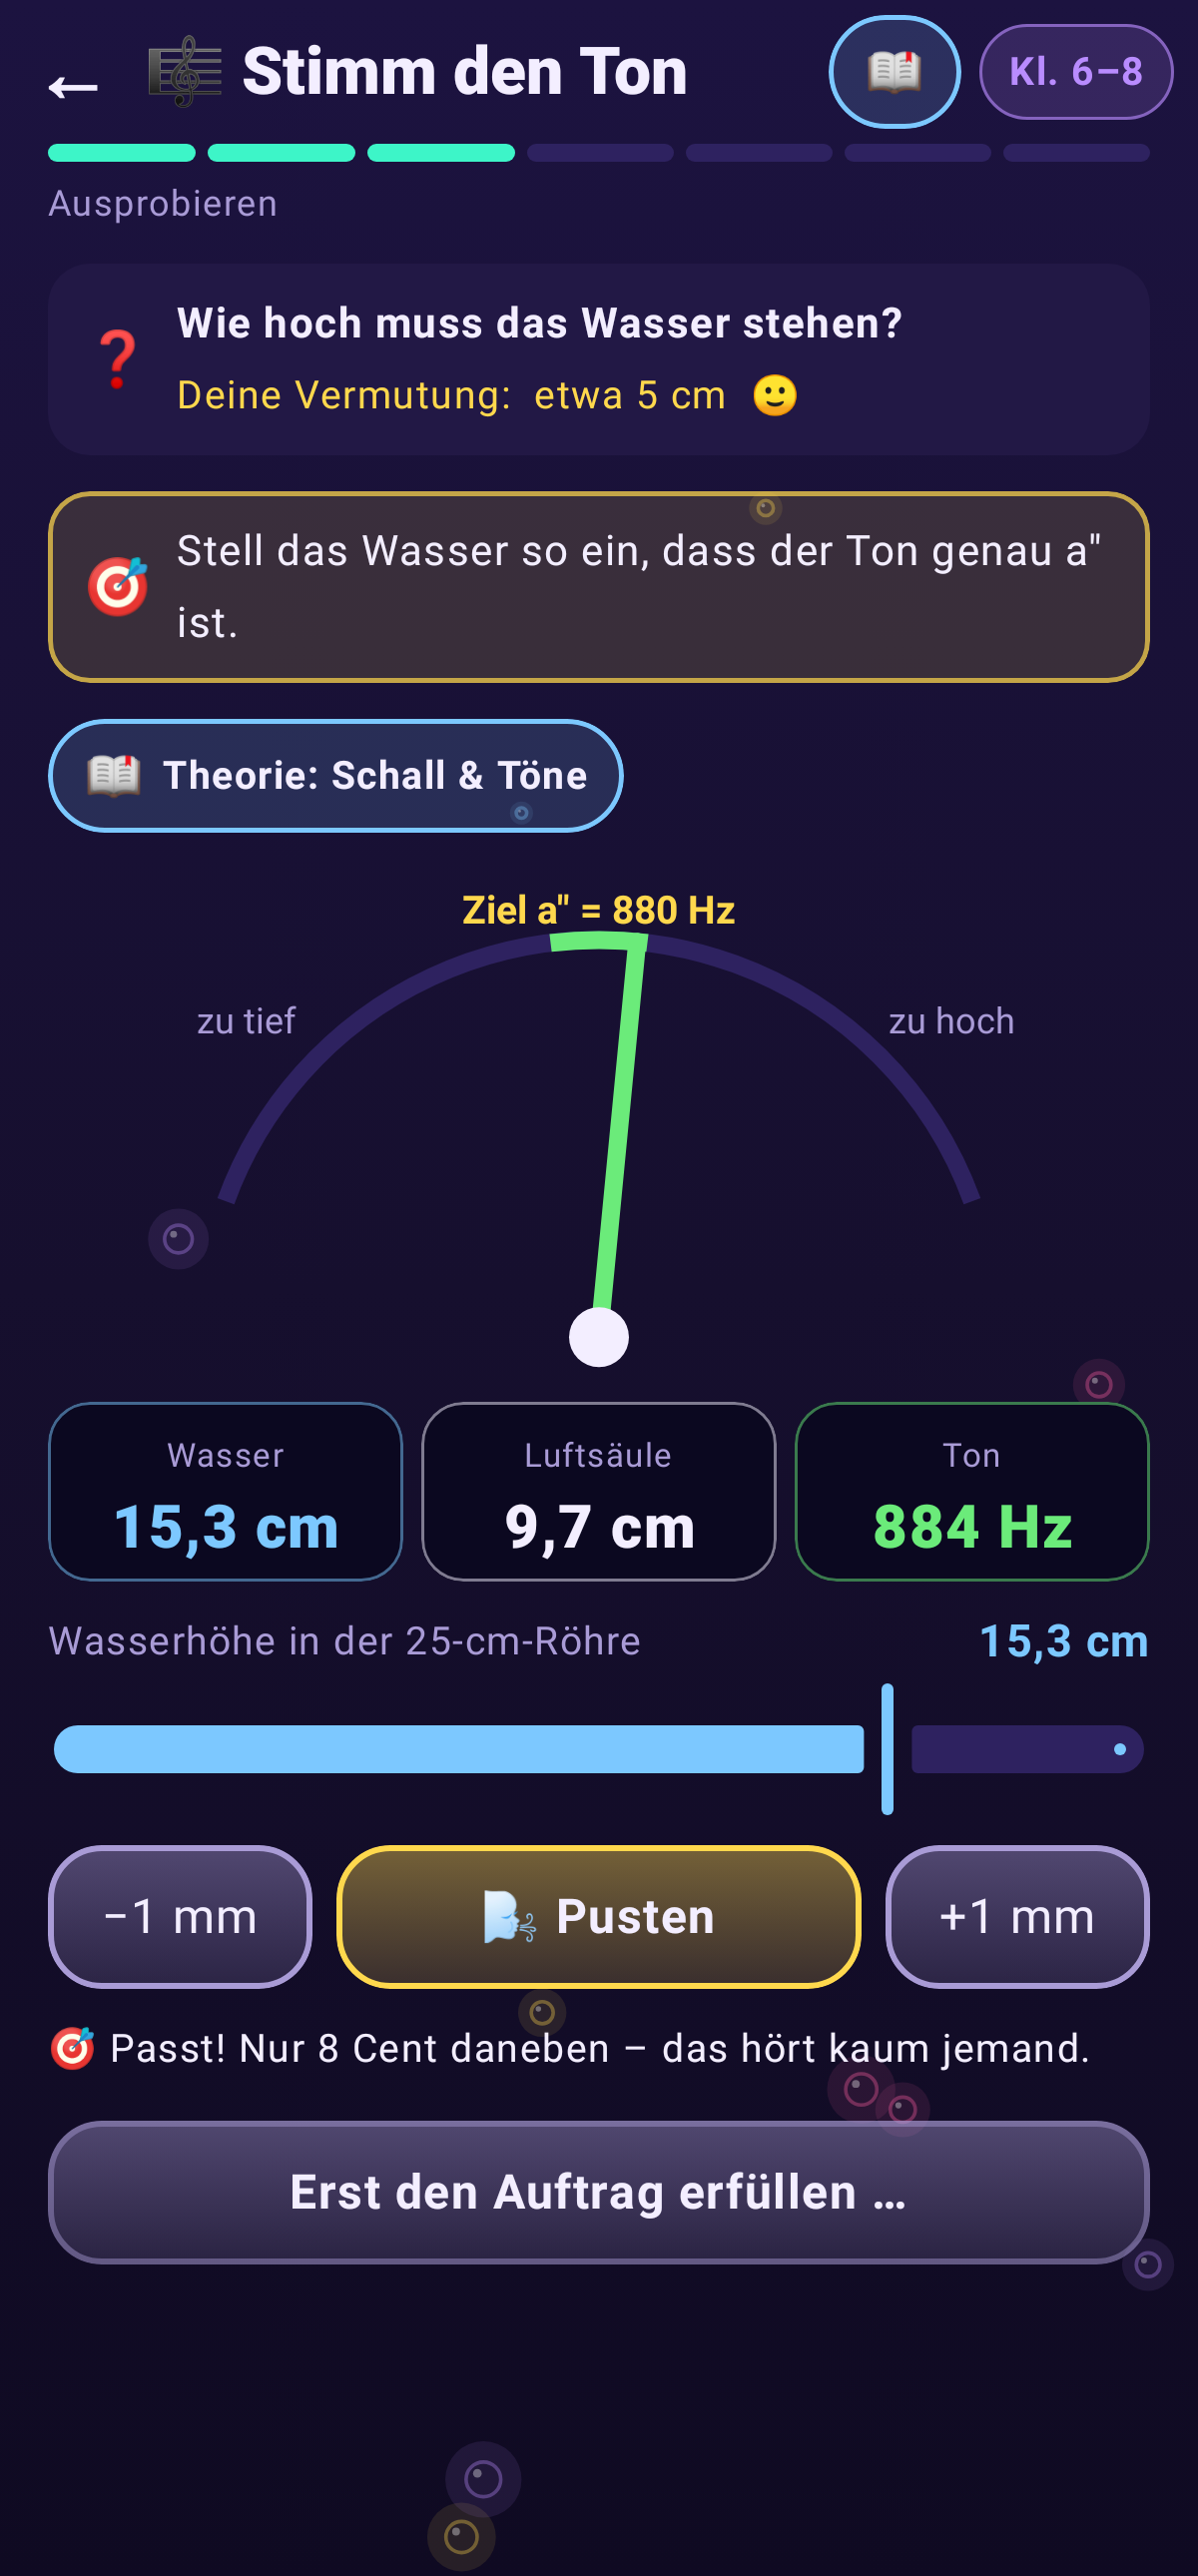 Stimm den Ton
Kl. 6–8
Ausprobieren
Wie hoch muss das Wasser stehen?
Deine Vermutung: etwa 5 cm
Stell das Wasser so ein, dass der Ton genau a"
ist.
Theorie: Schall & Töne
Ziel a" = 880 Hz
zu tief
zu hoch
Wasser
15,3 cm
Luftsäule
9,7 cm
Ton
884 Hz
Wasserhöhe in der 25-cm-Röhre
15,3 cm
−1 mm
Pusten
+1 mm
Passt! Nur 8 Cent daneben – das hört kaum jemand.
Erst den Auftrag erfüllen …